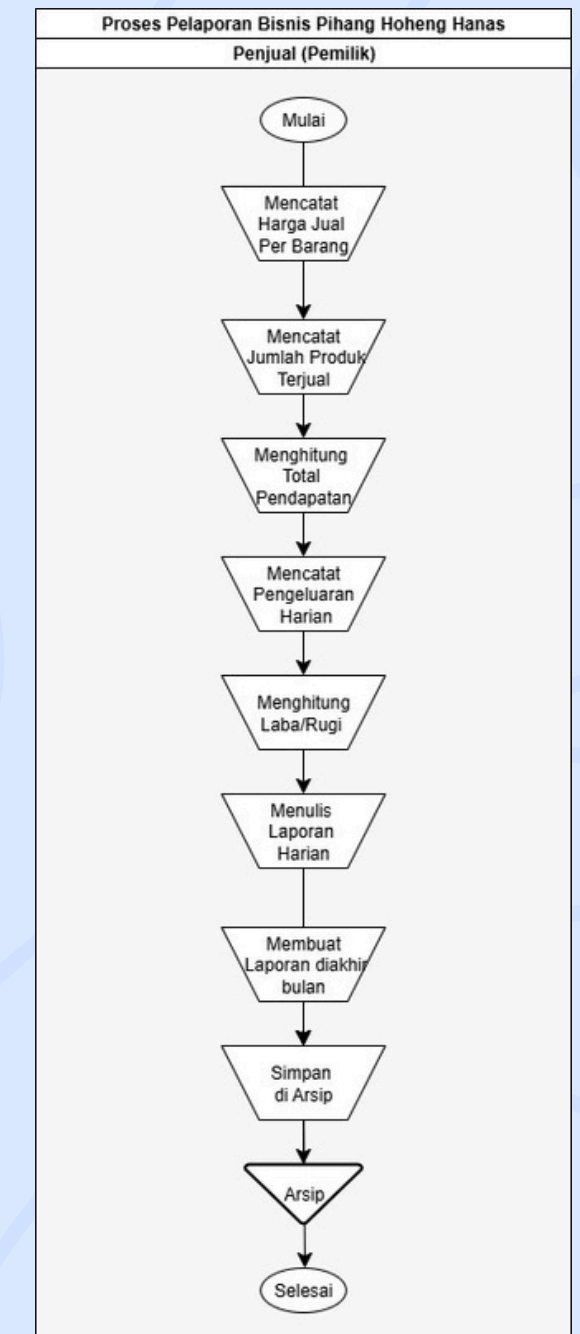 Proses Pelaporan Bisnis Pihang Hoheng Hanas
Penjual (Pemilik)
Mulai
Mencatat
Harga Jual
Per Barang
Mencatat
Jumlah Produk
Terjual
Menghitung
Total
Pendapatan
Mencatat
Pengeluaran
Harian
Menghitung
Laba/Rugi
Menulis
Laporan
Harian
Membuat
Laporan diakhir
bulan
Simpan
di Arsip
Arsip
Selesai